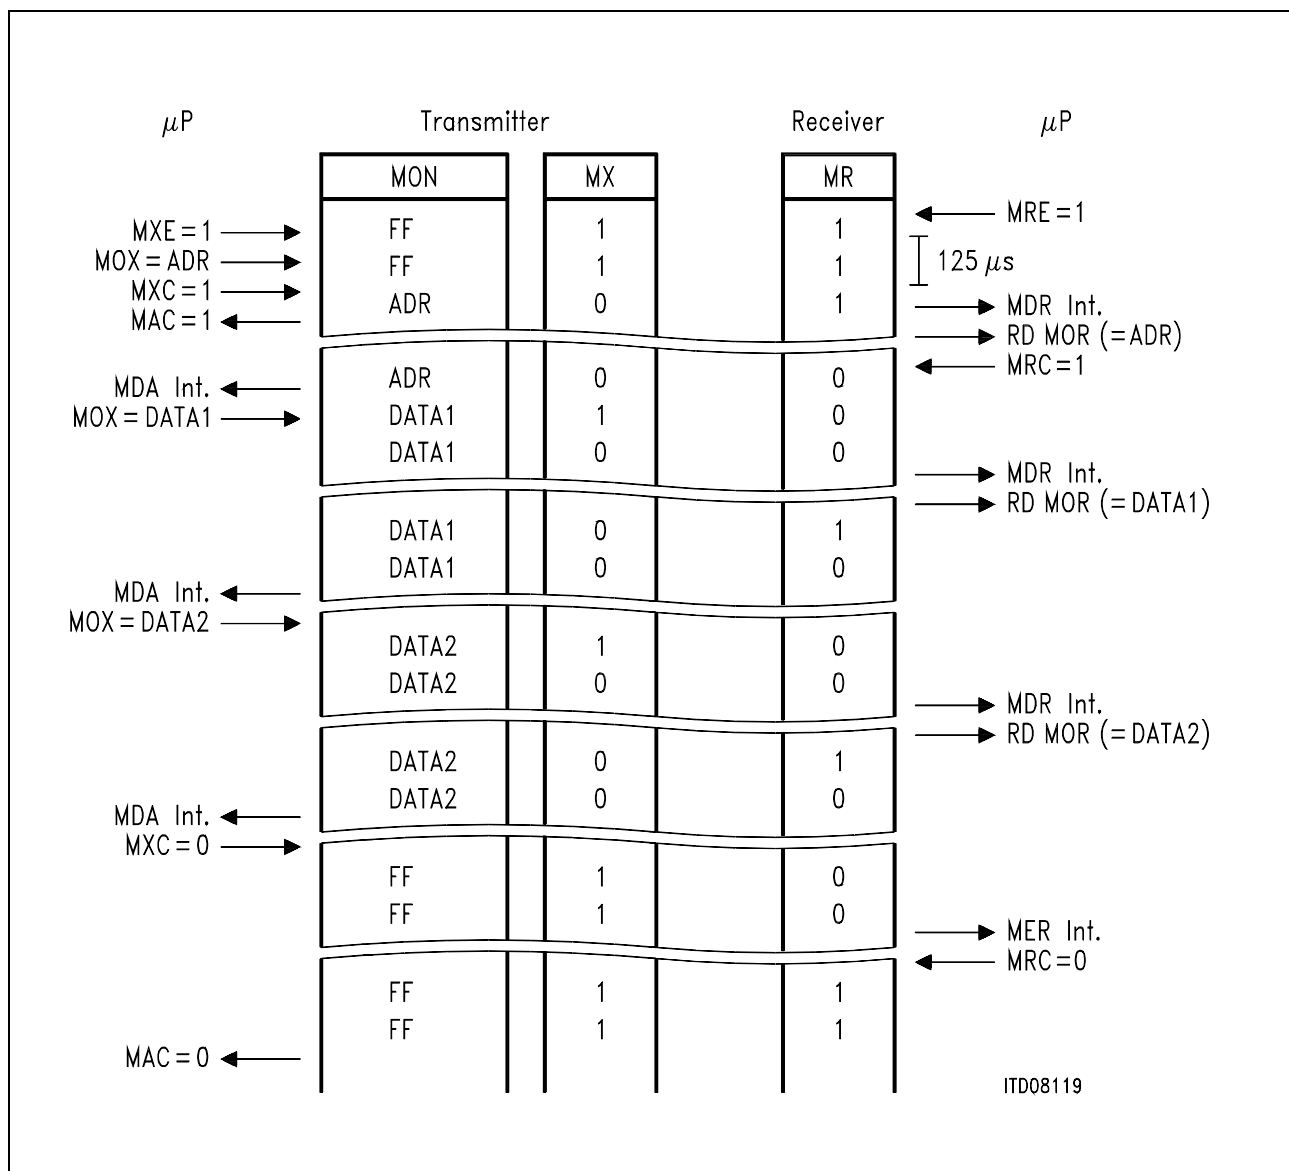 μP Transmitter Receiver μP
MON MX MR
MRE=1
MXE=1 FF 1 1
MOX=ADR FF 1 1 125 μs
MXC=1
ADR 0 1 MDR Int.
MAC=1
RD MOR (=ADR)
MRC=1
MDA Int. ADR 0 0
MOX=DATA1 DATA1 1 0
DATA1 0 0
MDR Int.
RD MOR (=DATA1)
DATA1 0 1
DATA1 0 0
MDA Int.
MOX=DATA2
DATA2 1 0
DATA2 0 0
MDR Int.
RD MOR (=DATA2)
DATA2 0 1
DATA2 0 0
MDA Int.
MXC=0
FF 1 0
FF 1 0
MER Int.
MRC=0
FF 1 1
FF 1 1
MAC=0
ITD08119